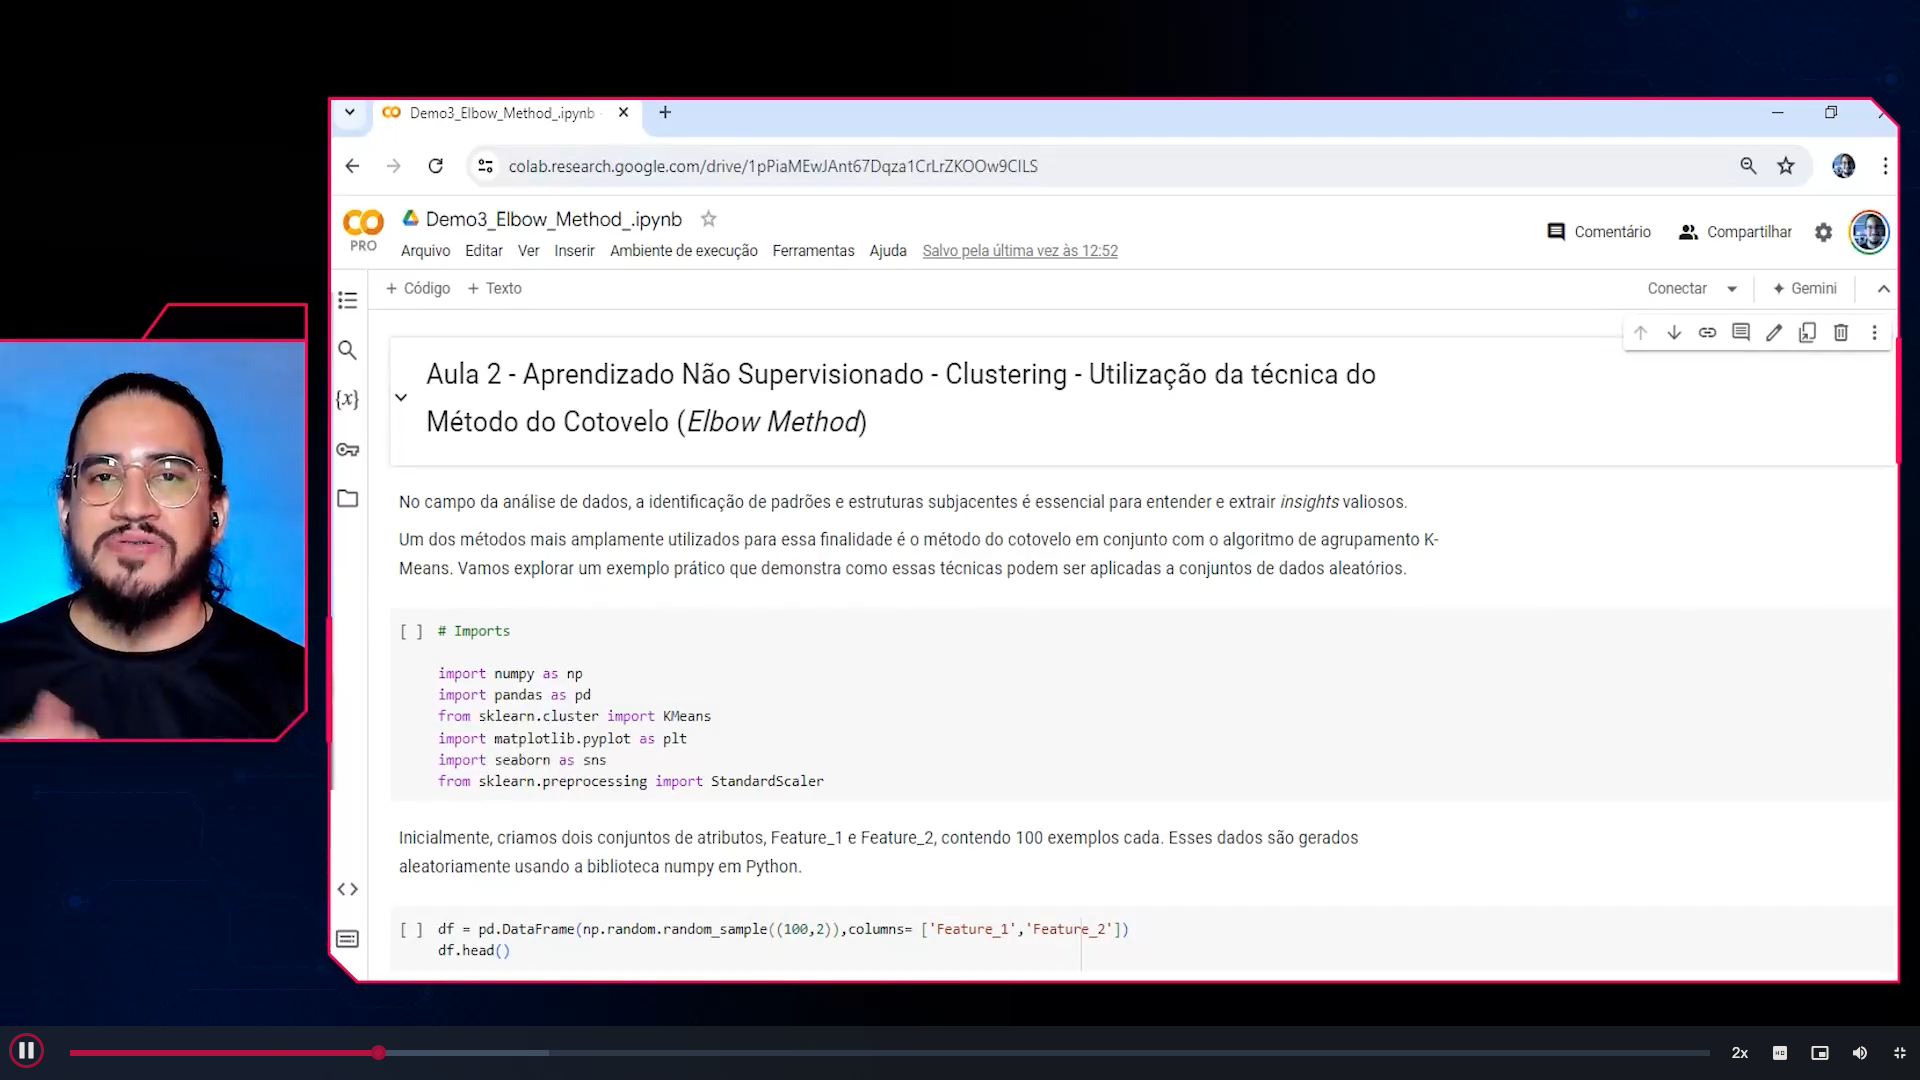 Demo3_Elbow_Method_.ipynb
colab.research.google.com/drive/1pPiaMEwJAnt67Dqza1CrLrZKOOw9CILS
CO
PRO
Demo3_Elbow_Method_.ipynb
Arquivo Editar Ver Inserir Ambiente de execução Ferramentas Ajuda Salvo pela última vez às 12:52
Comentário Compartilhar
+ Código + Texto
Conectar Gemini
Aula 2 - Aprendizado Não Supervisionado - Clustering - Utilização da técnica do
Método do Cotovelo (Elbow Method)
{x}
No campo da análise de dados, a identificação de padrões e estruturas subjacentes é essencial para entender e extrair insights valiosos.
Um dos métodos mais amplamente utilizados para essa finalidade é o método do cotovelo em conjunto com o algoritmo de agrupamento K-
Means. Vamos explorar um exemplo prático que demonstra como essas técnicas podem ser aplicadas a conjuntos de dados aleatórios.
[ ] # Imports
import numpy as np
import pandas as pd
from sklearn.cluster import KMeans
import matplotlib.pyplot as plt
import seaborn as sns
from sklearn.preprocessing import StandardScaler
Inicialmente, criamos dois conjuntos de atributos, Feature_1 e Feature_2, contendo 100 exemplos cada. Esses dados são gerados
aleatoriamente usando a biblioteca numpy em Python.
[ ] df = pd.DataFrame(np.random.random_sample((100,2)),columns= ['Feature_1','Feature_2'])
df.head()
2x
HD